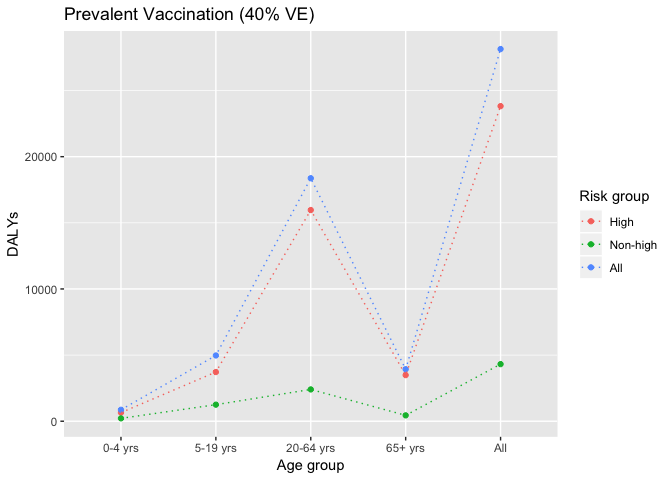 Prevalent Vaccination (40% VE)
20000
10000
0
DALYs
0-4 yrs 5-19 yrs 20-64 yrs 65+ yrs All
Age group
Risk group
High
Non-high
All